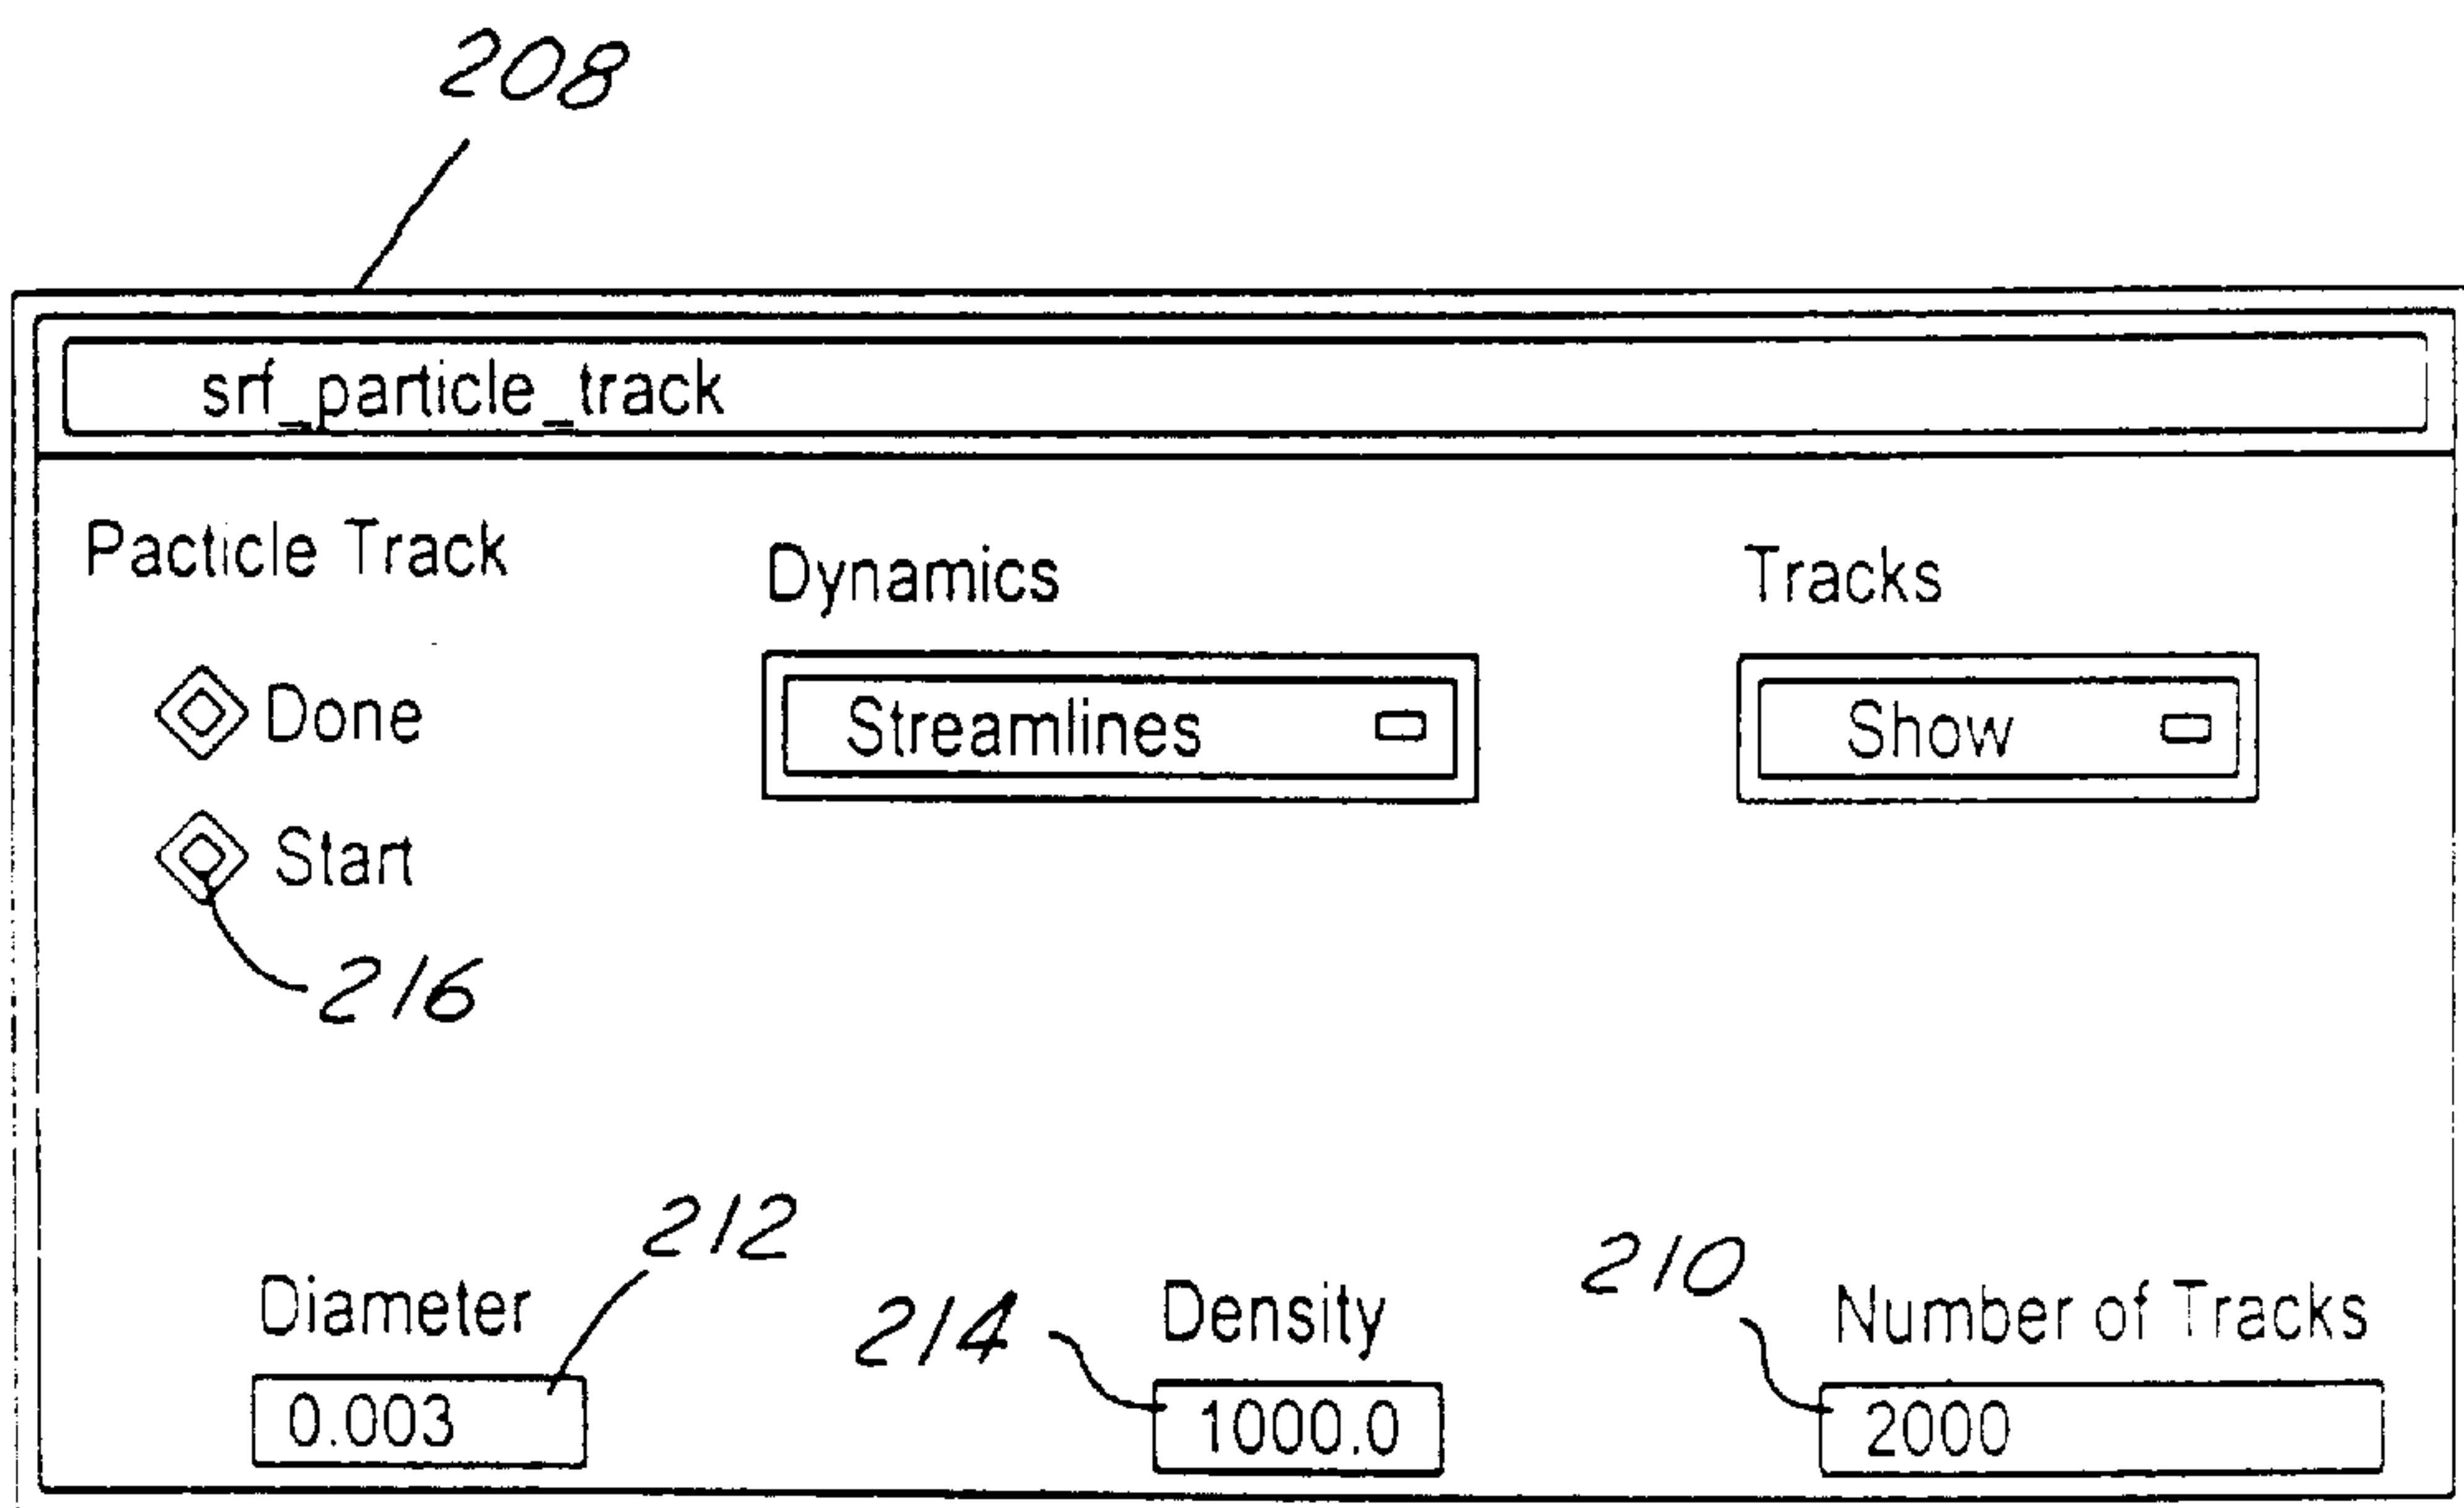 208
srf_particle_track
Pacticle Track
Dynamics
Tracks
Done
Streamlines
Show
Start
216
212
210
Diameter
214
Density
Number of Tracks
0.003
1000.0
2000